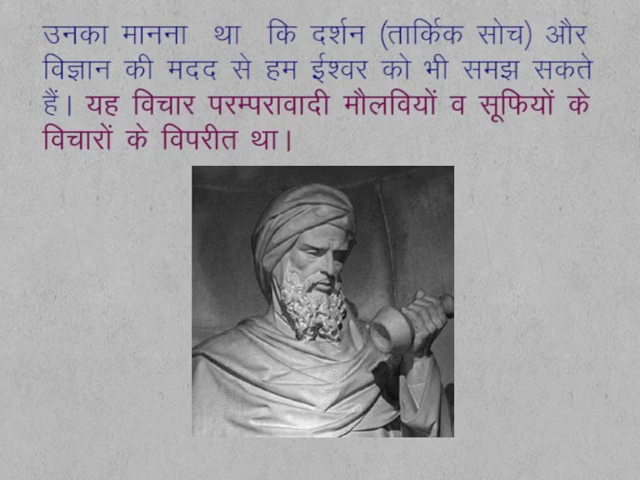 उनका मानना था कि दर्शन (तार्किक सोच) और
विज्ञान की मदद से हम ईश्वर को भी समझ सकते
हैं। यह विचार परम्परावादी मौलवियों व सूफियों के
विचारों के विपरीत था।